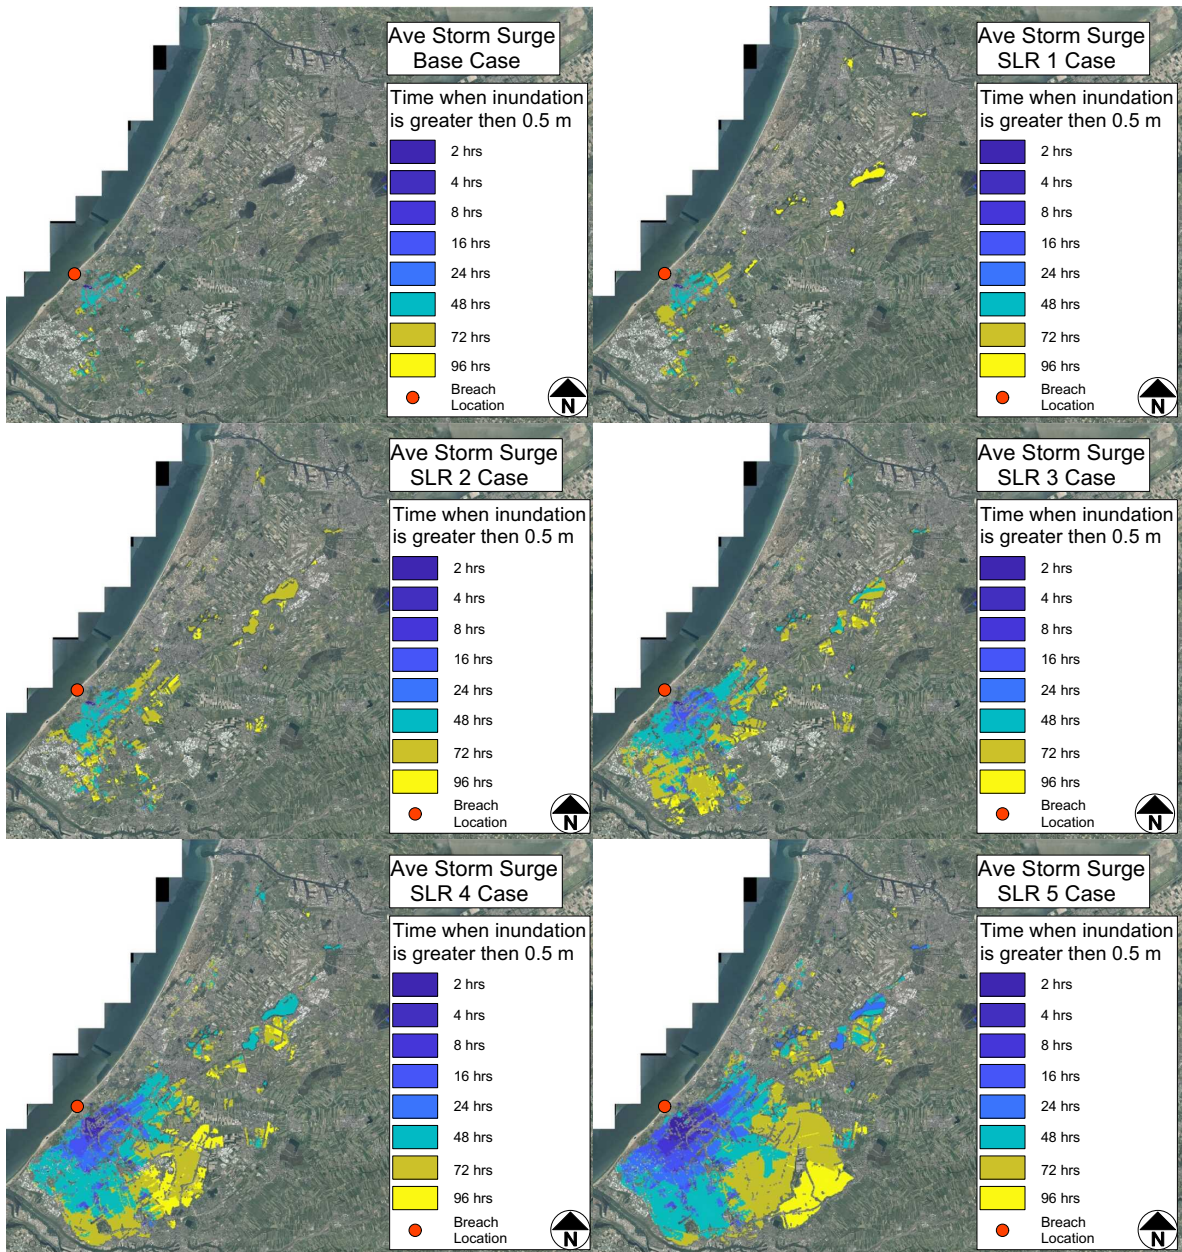 Ave Storm Surge
Base Case
Time when inundation
is greater then 0.5 m
2 hrs
4 hrs
8 hrs
16 hrs
24 hrs
48 hrs
72 hrs
96 hrs
Breach
Location
N
Ave Storm Surge
SLR 1 Case
Time when inundation
is greater then 0.5 m
2 hrs
4 hrs
8 hrs
16 hrs
24 hrs
48 hrs
72 hrs
96 hrs
Breach
Location
N
Ave Storm Surge
SLR 2 Case
Time when inundation
is greater then 0.5 m
2 hrs
4 hrs
8 hrs
16 hrs
24 hrs
48 hrs
72 hrs
96 hrs
Breach
Location
N
Ave Storm Surge
SLR 3 Case
Time when inundation
is greater then 0.5 m
2 hrs
4 hrs
8 hrs
16 hrs
24 hrs
48 hrs
72 hrs
96 hrs
Breach
Location
N
Ave Storm Surge
SLR 4 Case
Time when inundation
is greater then 0.5 m
2 hrs
4 hrs
8 hrs
16 hrs
24 hrs
48 hrs
72 hrs
96 hrs
Breach
Location
N
Ave Storm Surge
SLR 5 Case
Time when inundation
is greater then 0.5 m
2 hrs
4 hrs
8 hrs
16 hrs
24 hrs
48 hrs
72 hrs
96 hrs
Breach
Location
N